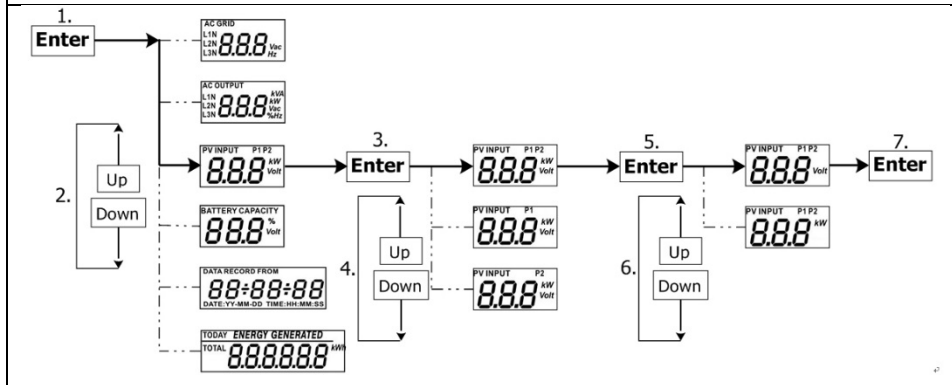 1.
Enter
AC GRID
L1N
L2N
L3N
8.8.8
Vac
Hz
AC OUTPUT
L1N
L2N
L3N
8.8.8
kVA
kW
Vac
%Hz
2.
Up
Down
PV INPUT P1 P2
8.8.8
kW
Volt
BATTERY CAPACITY
88.8
%
Volt
DATA RECORD FROM
88÷88÷88
DATE:YY-MM-DD TIME:HH:MM:SS
TODAY ENERGY GENERATED
TOTAL 8.8.8.8.8.8 kWh
3.
Enter
4.
Up
Down
PV INPUT P1 P2
8.8.8
kW
Volt
PV INPUT P1
8.8.8
kW
Volt
PV INPUT P2
8.8.8
kW
Volt
5.
Enter
6.
Up
Down
PV INPUT P1 P2
8.8.8
Volt
PV INPUT P1 P2
8.8.8
kW
7.
Enter